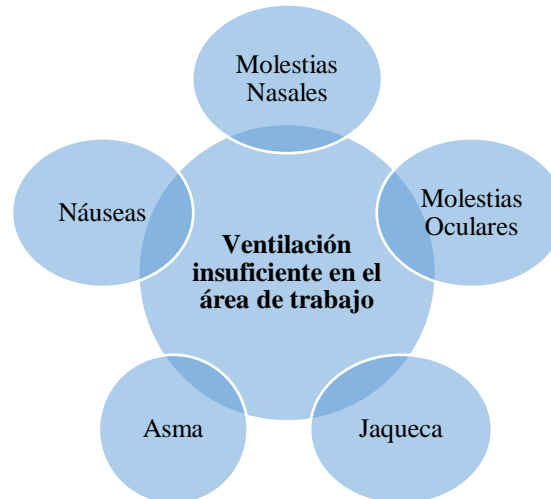 Molestias
Nasales
Náuseas
Molestias
Oculares
Ventilación
insuficiente en el
área de trabajo
Asma
Jaqueca